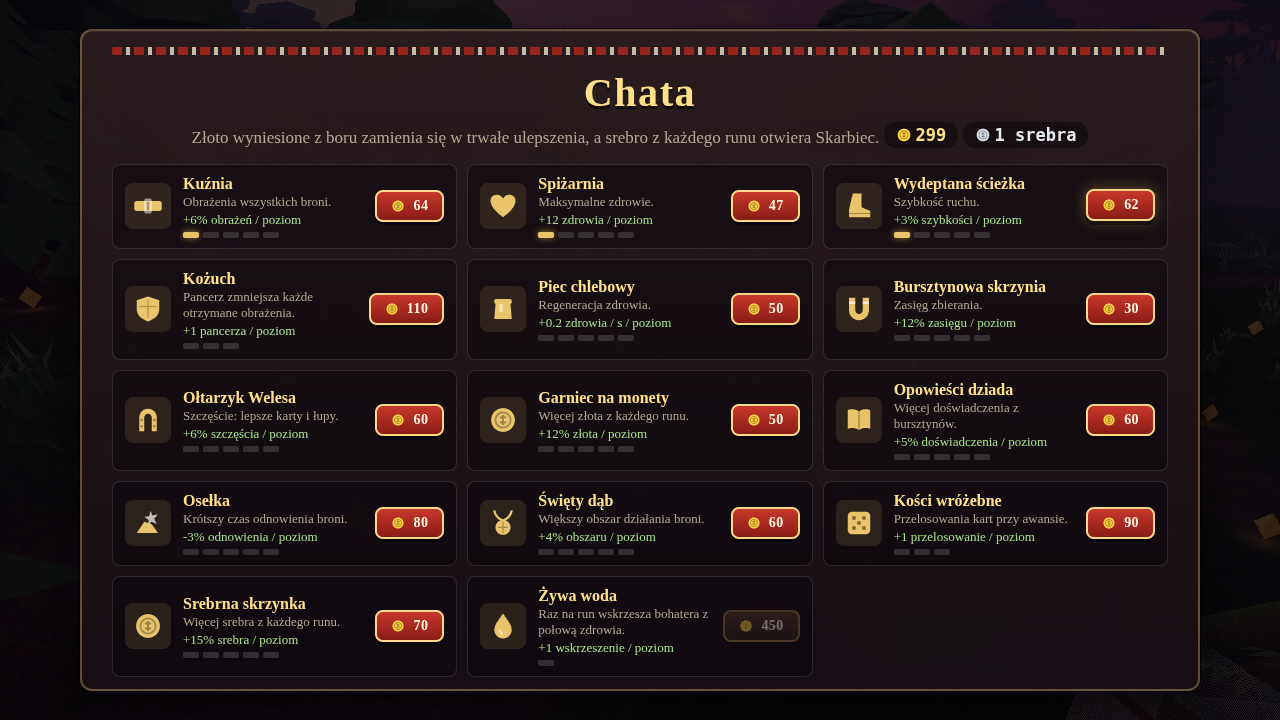 Chata
Złoto wyniesione z boru zamienia się w trwałe ulepszenia, a srebro z każdego runu otwiera Skarbiec. 299 1 srebra
Kuźnia
Obrażenia wszystkich broni.
+6% obrażeń / poziom
64
Spiżarnia
Maksymalne zdrowie.
+12 zdrowia / poziom
47
Wydeptana ścieżka
Szybkość ruchu.
+3% szybkości / poziom
62
Kożuch
Pancerz zmniejsza każde
otrzymane obrażenia.
+1 pancerza / poziom
110
Piec chlebowy
Regeneracja zdrowia.
+0.2 zdrowia / s / poziom
50
Bursztynowa skrzynia
Zasięg zbierania.
+12% zasięgu / poziom
30
Ołtarzyk Welesa
Szczęście: lepsze karty i łupy.
+6% szczęścia / poziom
60
Garniec na monety
Więcej złota z każdego runu.
+12% złota / poziom
50
Opowieści dziada
Więcej doświadczenia z
bursztynów.
+5% doświadczenia / poziom
60
Osełka
Krótszy czas odnowienia broni.
-3% odnowienia / poziom
80
Święty dąb
Większy obszar działania broni.
+4% obszaru / poziom
60
Kości wróżebne
Przelosowania kart przy awansie.
+1 przelosowanie / poziom
90
Srebrna skrzynka
Więcej srebra z każdego runu.
+15% srebra / poziom
70
Żywa woda
Raz na run wskrzesza bohatera z
połową zdrowia.
+1 wskrzeszenie / poziom
450